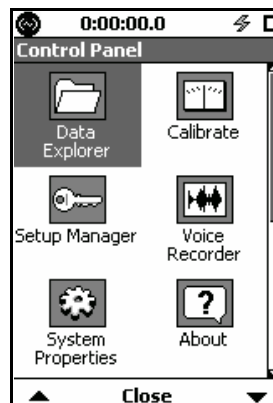 0:00:00.0
Control Panel
Data
Explorer
Calibrate
Setup Manager
Voice
Recorder
System
Properties
?
About
Close